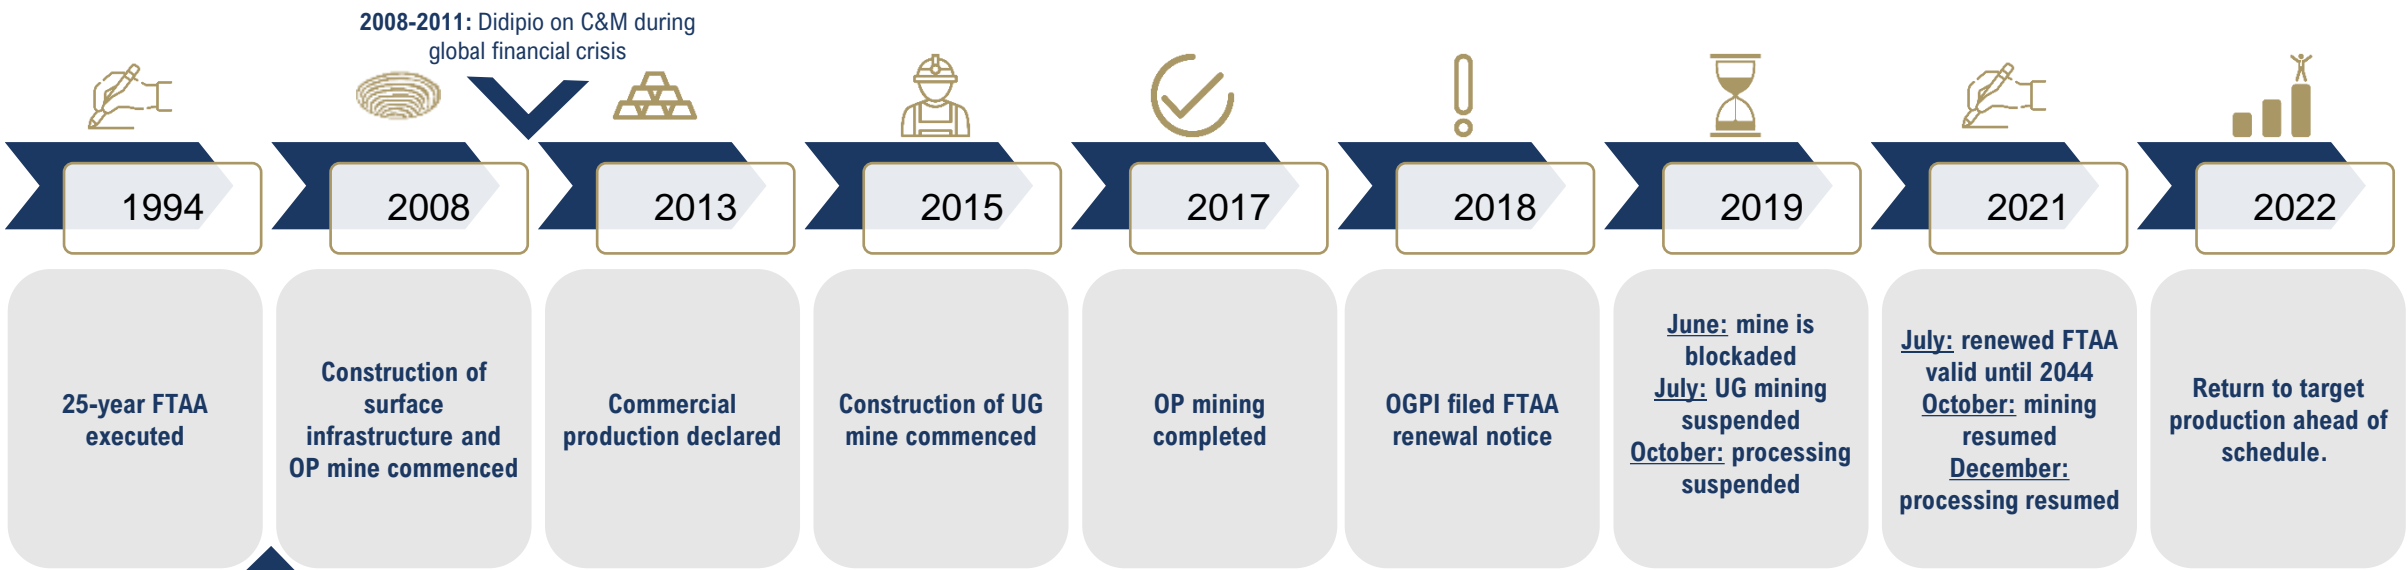 2008-2011: Didipio on C&M during
global financial crisis
1994
2008
2013
2015
2017
2018
2019
2021
2022
25-year FTAA
executed
Construction of
surface
infrastructure and
OP mine commenced
Commercial
production declared
Construction of UG
mine commenced
OP mining
completed
OGPI filed FTAA
renewal notice
June: mine is
blockaded
July: UG mining
suspended
October: processing
suspended
July: renewed FTAA
valid until 2044
October: mining
resumed
December:
processing resumed
Return to target
production ahead of
schedule.